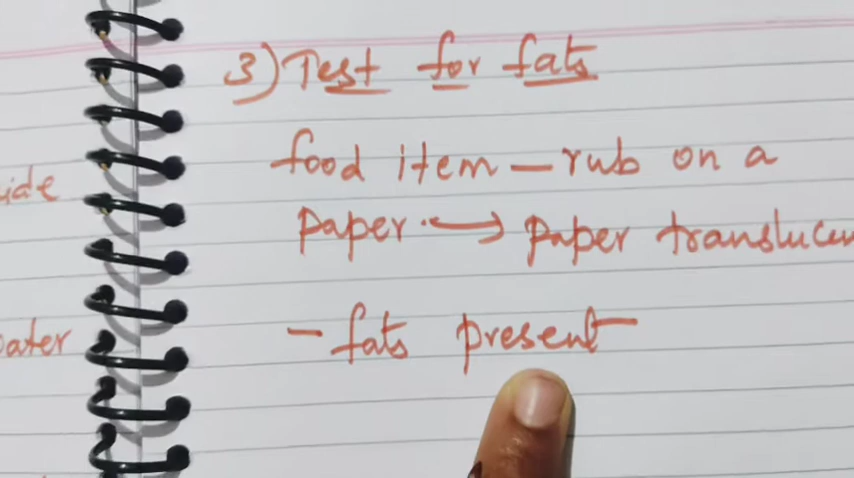 3) Test for fats
food item – rub on a
paper. → paper translucen
– fats present
ide
ater